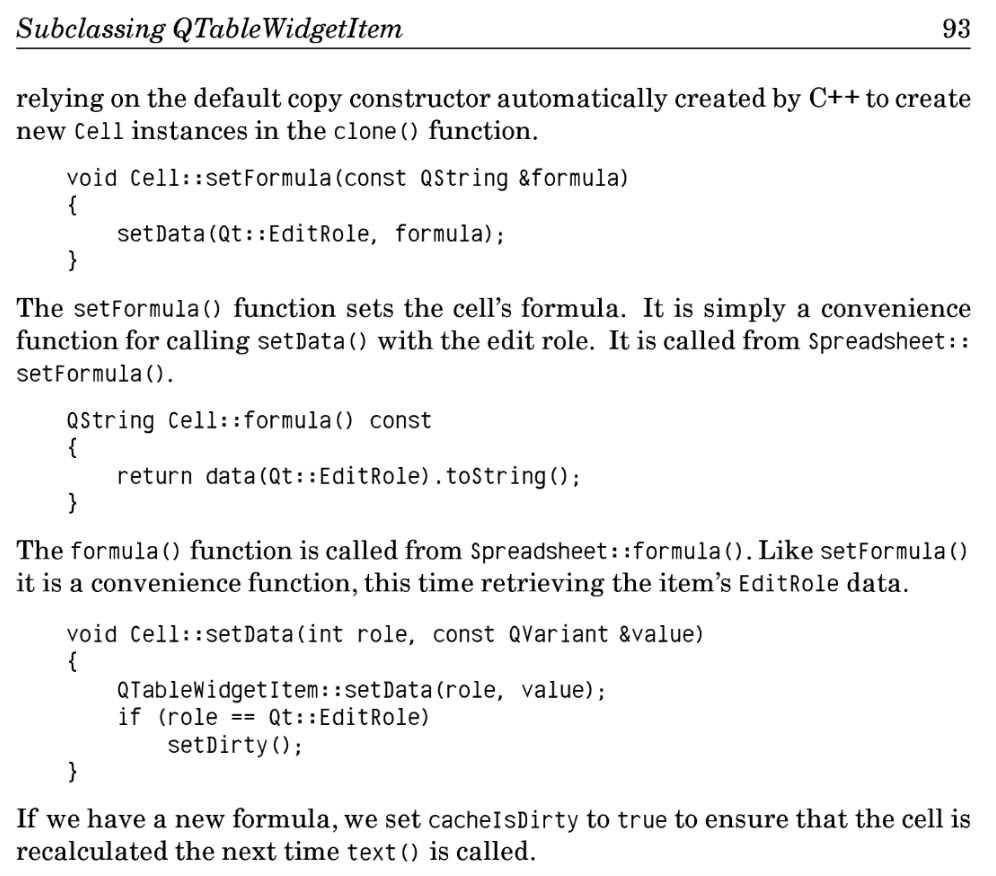 Subclassing QTableWidgetItem 93
relying on the default copy constructor automatically created by C++ to create
new Cell instances in the clone() function.
void Cell::setFormula(const QString &formula)
{
    setData(Qt::EditRole, formula);
}
The setFormula() function sets the cell's formula. It is simply a convenience
function for calling setData() with the edit role. It is called from Spreadsheet::
setFormula().
QString Cell::formula() const
{
    return data(Qt::EditRole).toString();
}
The formula() function is called from Spreadsheet::formula(). Like setFormula()
it is a convenience function, this time retrieving the item's EditRole data.
void Cell::setData(int role, const QVariant &value)
{
    QTableWidgetItem::setData(role, value);
    if (role == Qt::EditRole)
        setDirty();
}
If we have a new formula, we set cacheIsDirty to true to ensure that the cell is
recalculated the next time text() is called.